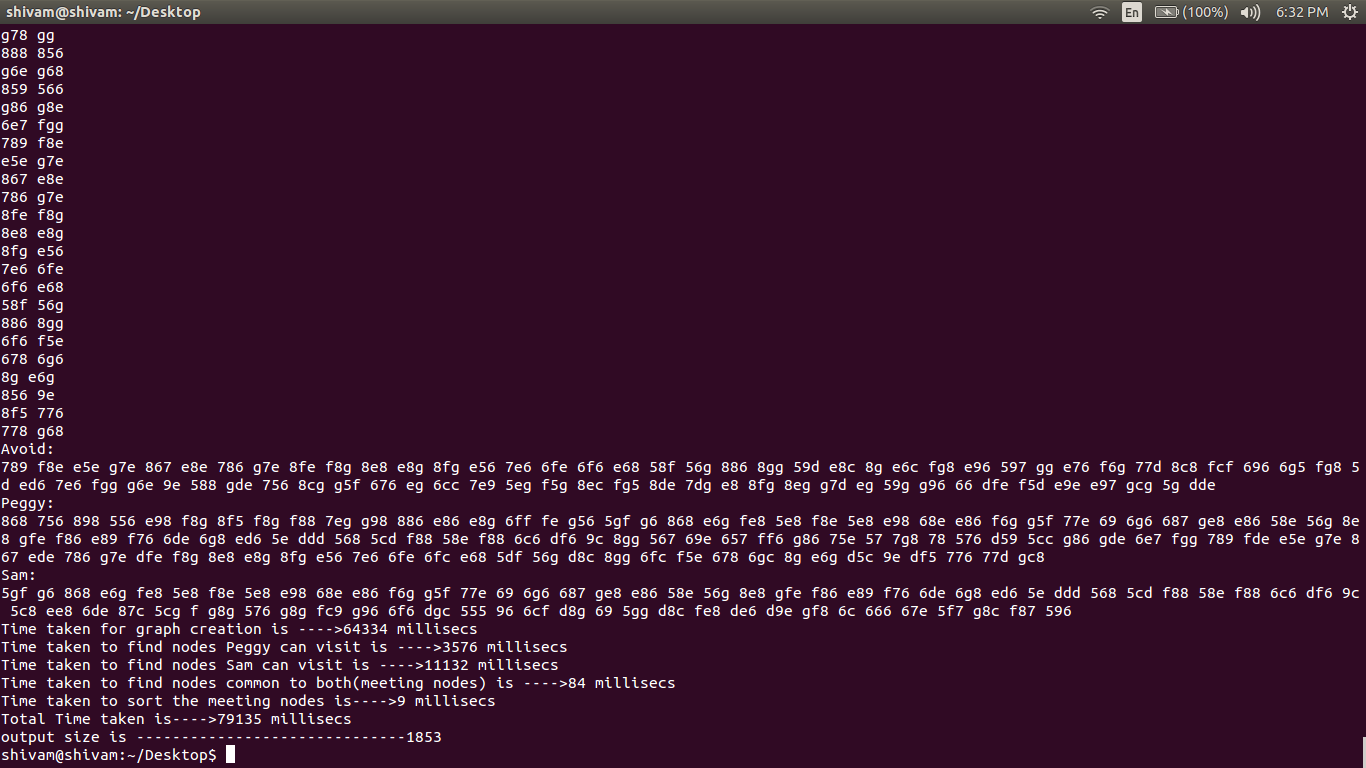 shivam@shivam: ~/Desktop
En (100%) 6:32 PM
g78 gg
888 856
g6e g68
859 566
g86 g8e
6e7 fgg
789 f8e
e5e g7e
867 e8e
786 g7e
8fe f8g
8e8 e8g
8fg e56
7e6 6fe
6f6 e68
58f 56g
886 8gg
6f6 f5e
678 6g6
8g e6g
856 9e
8f5 776
778 g68
Avoid:
789 f8e e5e g7e 867 e8e 786 g7e 8fe f8g 8e8 e8g 8fg e56 7e6 6fe 6f6 e68 58f 56g 886 8gg 59d e8c 8g e6c fg8 e96 597 gg e76 f6g 77d 8c8 fcf 696 6g5 fg8 5
d ed6 7e6 fgg g6e 9e 588 gde 756 8cg g5f 676 eg 6cc 7e9 5eg f5g 8ec fg5 8de 7dg e8 8fg 8eg g7d eg 59g g96 66 dfe f5d e9e e97 gcg 5g dde
Peggy:
868 756 898 556 e98 f8g 8f5 f8g f88 7eg g98 886 e86 e8g 6ff fe g56 5gf g6 868 e6g fe8 5e8 f8e 5e8 e98 68e e86 f6g g5f 77e 69 6g6 687 ge8 e86 58e 56g 8e
8 gfe f86 e89 f76 6de 6g8 ed6 5e ddd 568 5cd f88 58e f88 6c6 df6 9c 8gg 567 69e 657 ff6 g86 75e 57 7g8 78 576 d59 5cc g86 gde 6e7 fgg 789 fde e5e g7e 8
67 ede 786 g7e dfe f8g 8e8 e8g 8fg e56 7e6 6fe 6fc e68 5df 56g d8c 8gg 6fc f5e 678 6gc 8g e6g d5c 9e df5 776 77d gc8
Sam:
5gf g6 868 e6g fe8 5e8 f8e 5e8 e98 68e e86 f6g g5f 77e 69 6g6 687 ge8 e86 58e 56g 8e8 gfe f86 e89 f76 6de 6g8 ed6 5e ddd 568 5cd f88 58e f88 6c6 df6 9c
5c8 ee8 6de 87c 5cg f g8g 576 g8g fc9 g96 6f6 dgc 555 96 6cf d8g 69 5gg d8c fe8 de6 d9e gf8 6c 666 67e 5f7 g8c f87 596
Time taken for graph creation is ---->64334 millisecs
Time taken to find nodes Peggy can visit is ---->3576 millisecs
Time taken to find nodes Sam can visit is ---->11132 millisecs
Time taken to find nodes common to both(meeting nodes) is ---->84 millisecs
Time taken to sort the meeting nodes is---->9 millisecs
Total Time taken is---->79135 millisecs
output size is ------------------------------1853
shivam@shivam:~/Desktop$